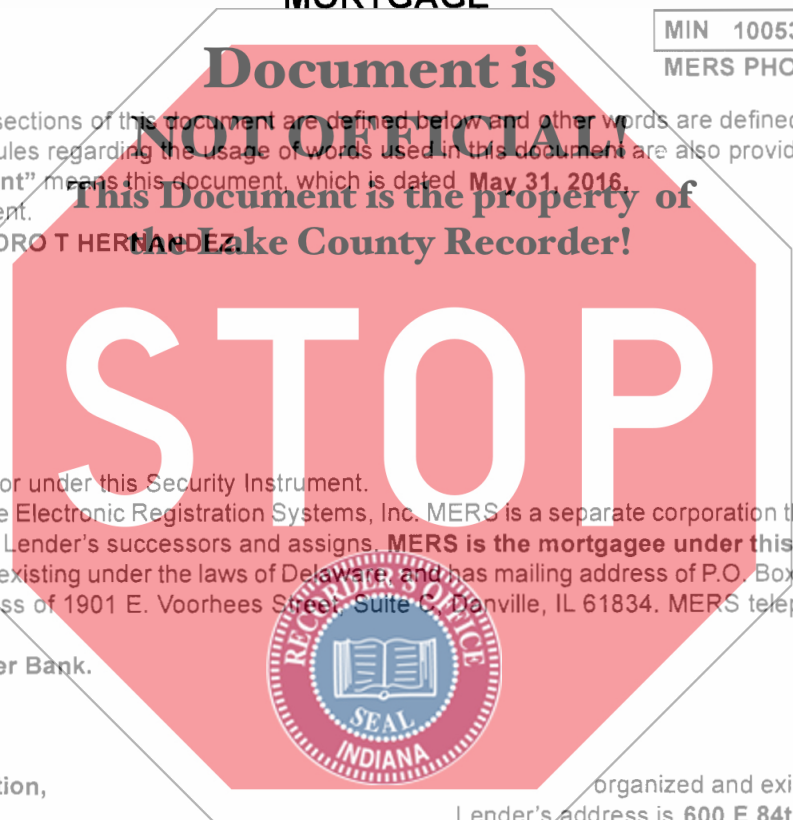 MORTGAGE
MIN 10053
MERS PHO
Document is
NOT OFFICIAL!
This Document is the property of
the Lake County Recorder!
sections of this document are defined below and other words are defined
ules regarding the usage of words used in this document are also provid
nt” means this document, which is dated May 31, 2016,
ent.
DRO T HERNANDEZ.
STOP
or under this Security Instrument.
e Electronic Registration Systems, Inc. MERS is a separate corporation th
Lender's successors and assigns. MERS is the mortgagee under this
existing under the laws of Delaware, and has mailing address of P.O. Box
ss of 1901 E. Voorhees Street, Suite C, Danville, IL 61834. MERS telep
RECORDER'S OFFICE
SEAL
INDIANA
er Bank.
tion,
organized and exi
Lender's address is 600 E 84t